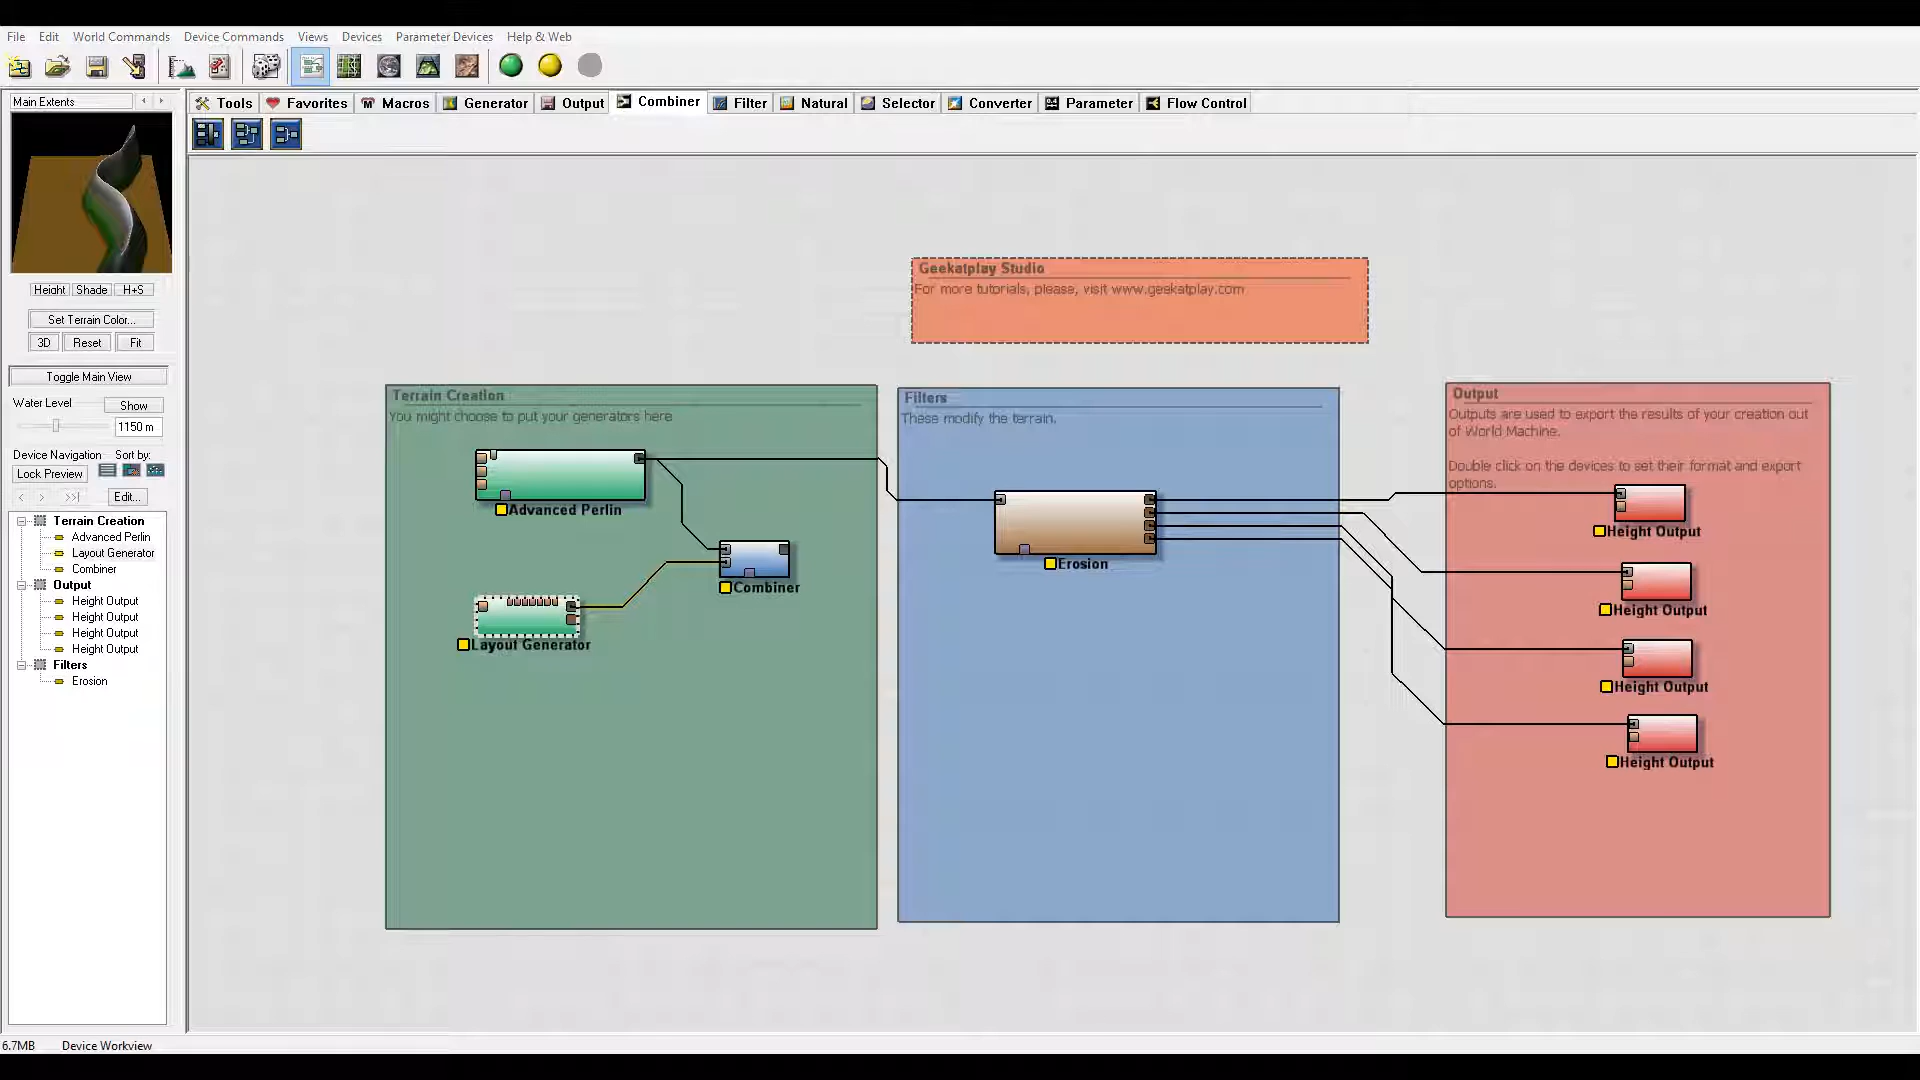 File Edit World Commands Device Commands Views Devices Parameter Devices Help & Web
Main Extents
Tools Favorites Macros Generator Output Combiner Filter Natural Selector Converter Parameter Flow Control
Height Shade H+S
Set Terrain Color...
3D Reset Fit
Toggle Main View
Water Level Show
1150 m
Device Navigation Sort by:
Lock Preview
Edit...
Terrain Creation
Advanced Perlin
Layout Generator
Combiner
Output
Height Output
Height Output
Height Output
Height Output
Filters
Erosion
Geekatplay Studio
For more tutorials, please, visit www.geekatplay.com
Terrain Creation
You might choose to put your generators here
Advanced Perlin
Combiner
Layout Generator
Filters
These modify the terrain.
Erosion
Output
Outputs are used to export the results of your creation out
of World Machine.
Double click on the devices to set their format and export
options.
Height Output
Height Output
Height Output
Height Output
6.7MB Device Workview